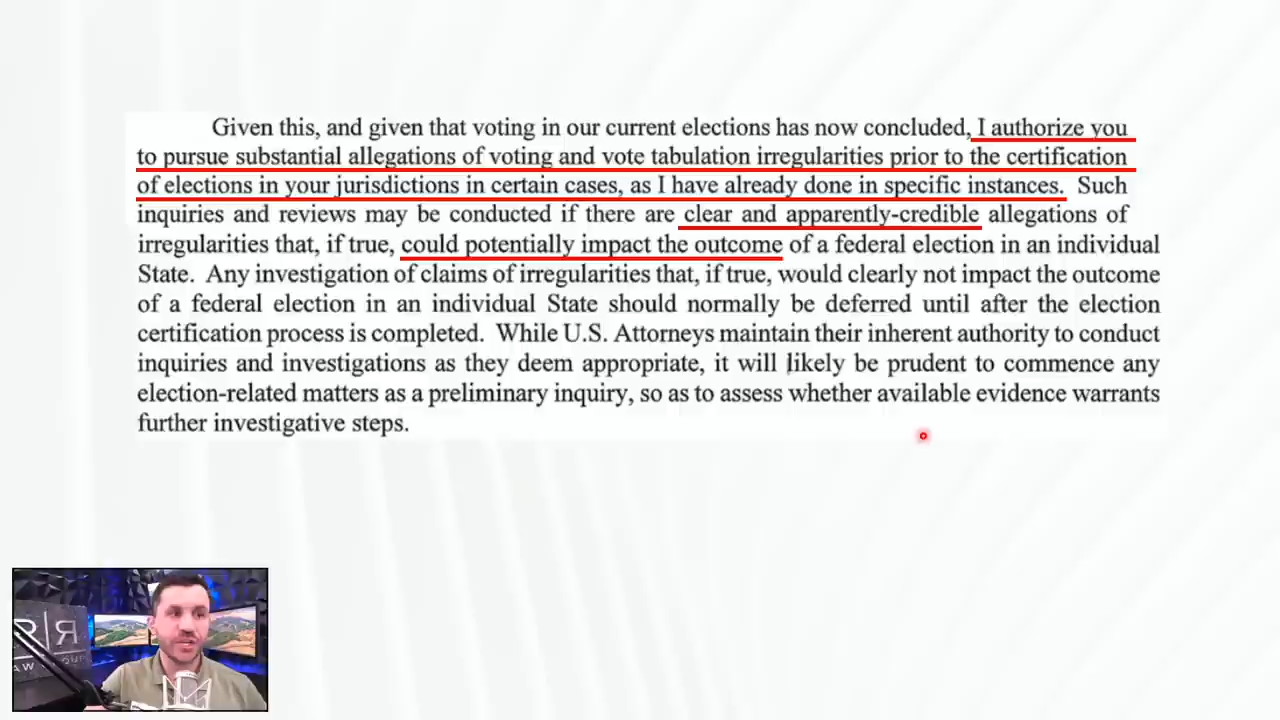 Given this, and given that voting in our current elections has now concluded, I authorize you
to pursue substantial allegations of voting and vote tabulation irregularities prior to the certification
of elections in your jurisdictions in certain cases, as I have already done in specific instances. Such
inquiries and reviews may be conducted if there are clear and apparently-credible allegations of
irregularities that, if true, could potentially impact the outcome of a federal election in an individual
State. Any investigation of claims of irregularities that, if true, would clearly not impact the outcome
of a federal election in an individual State should normally be deferred until after the election
certification process is completed. While U.S. Attorneys maintain their inherent authority to conduct
inquiries and investigations as they deem appropriate, it will likely be prudent to commence any
election-related matters as a preliminary inquiry, so as to assess whether available evidence warrants
further investigative steps.